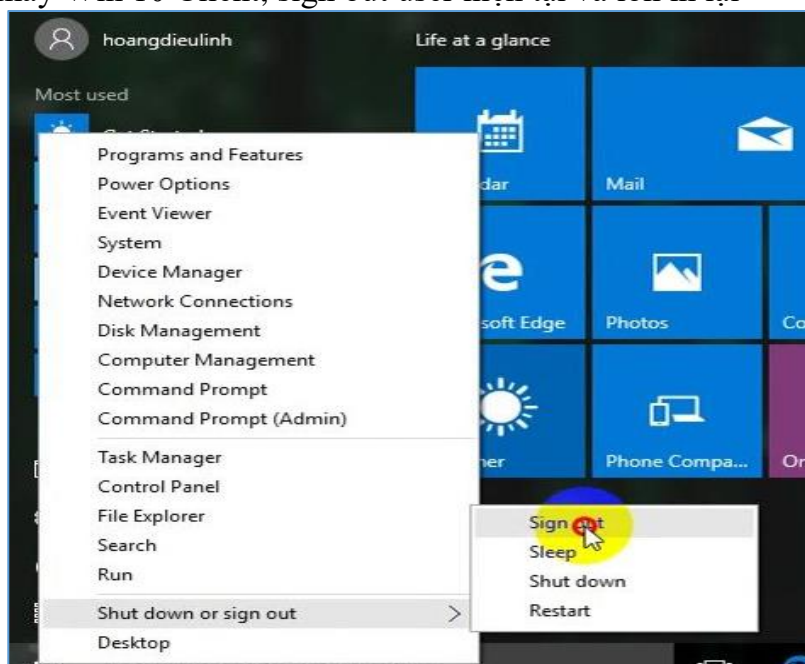 hoangdieulinh
Life at a glance
Most used
Programs and Features
Power Options
Event Viewer
System
Device Manager
Network Connections
Disk Management
Computer Management
Command Prompt
Command Prompt (Admin)
Task Manager
Control Panel
File Explorer
Search
Run
Shut down or sign out
Desktop
Mail
soft Edge
Photos
Phone Compa...
Sign out
Sleep
Shut down
Restart